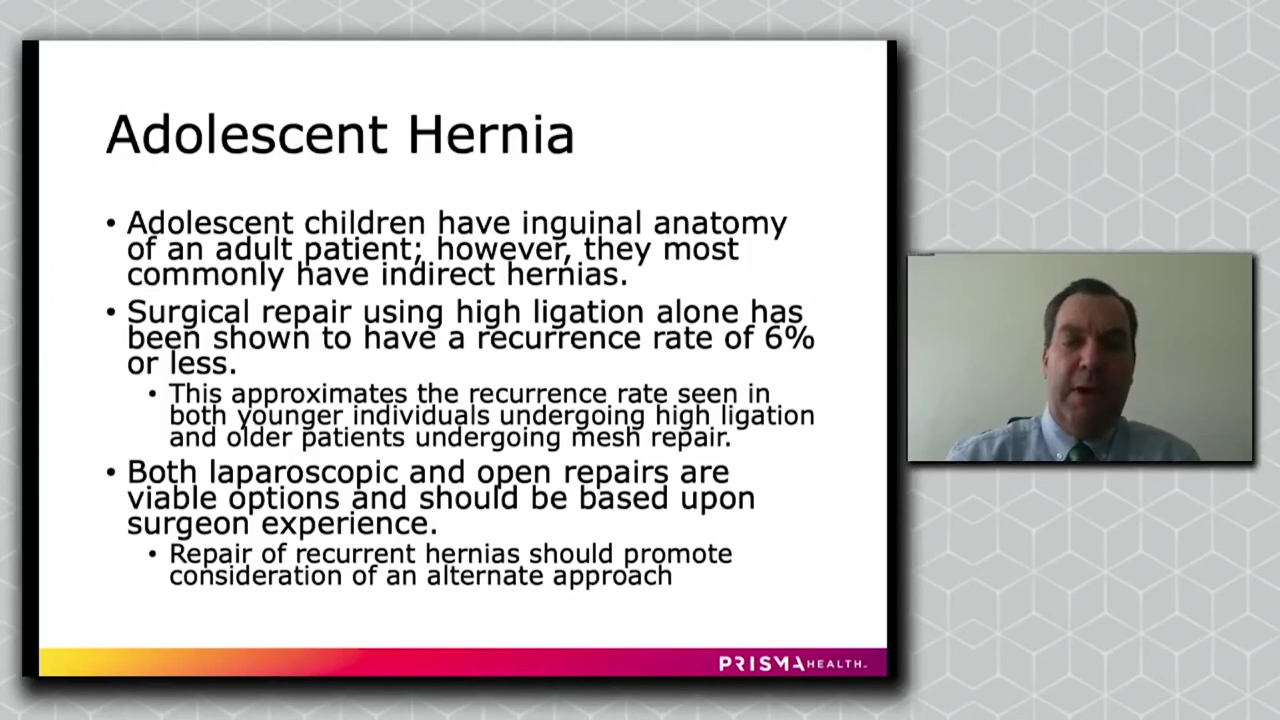 Adolescent Hernia
• Adolescent children have inguinal anatomy
of an adult patient; however, they most
commonly have indirect hernias.
• Surgical repair using high ligation alone has
been shown to have a recurrence rate of 6%
or less.
• This approximates the recurrence rate seen in
both younger individuals undergoing high ligation
and older patients undergoing mesh repair.
• Both laparoscopic and open repairs are
viable options and should be based upon
surgeon experience.
• Repair of recurrent hernias should promote
consideration of an alternate approach
PRISMA HEALTH